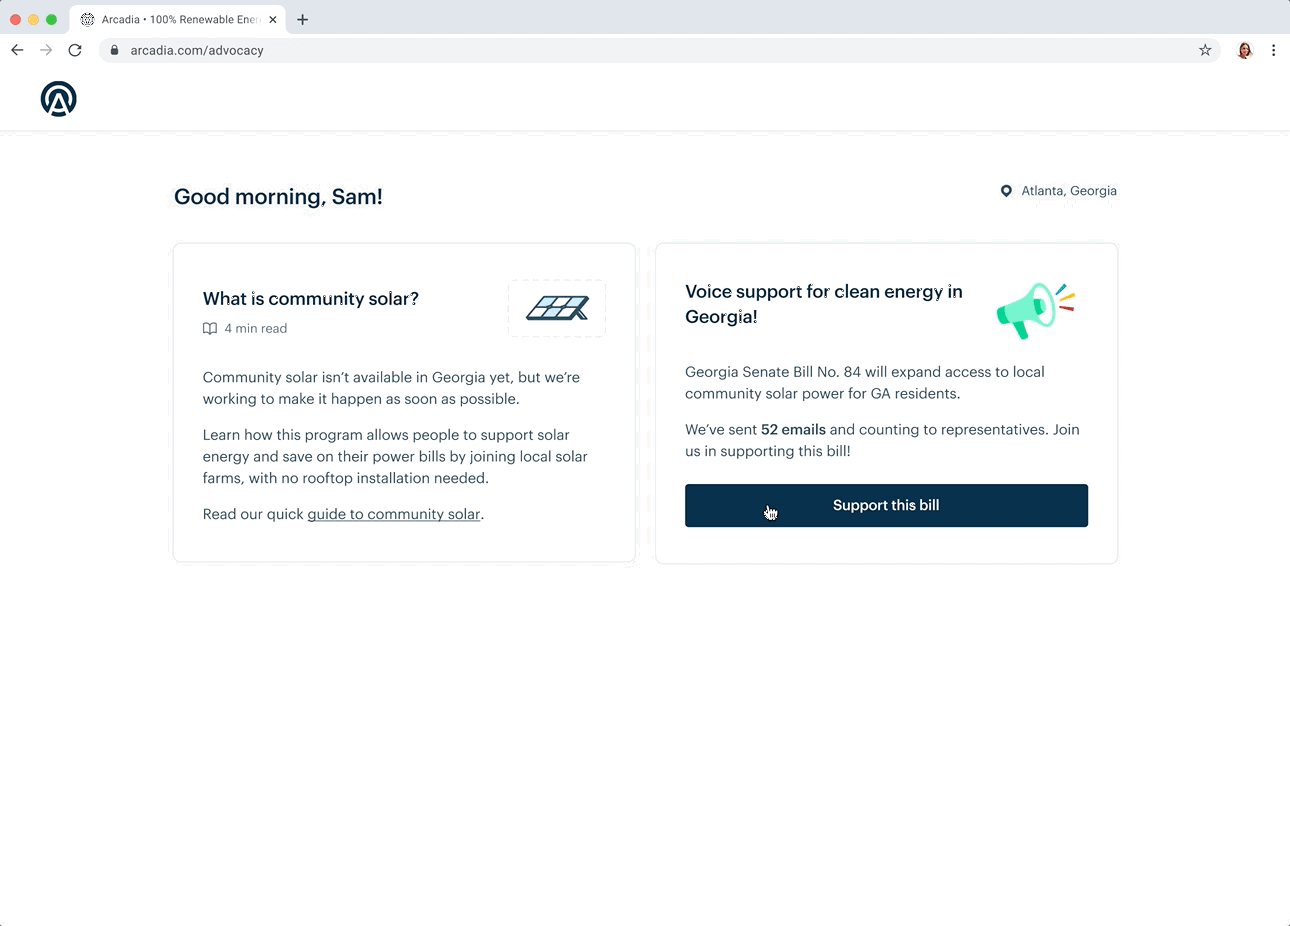 Arcadia • 100% Renewable Ener
arcadia.com/advocacy
Good morning, Sam!
Atlanta, Georgia
What is community solar?
4 min read
Community solar isn’t available in Georgia yet, but we’re
working to make it happen as soon as possible.
Learn how this program allows people to support solar
energy and save on their power bills by joining local solar
farms, with no rooftop installation needed.
Read our quick guide to community solar.
Voice support for clean energy in
Georgia!
Georgia Senate Bill No. 84 will expand access to local
community solar power for GA residents.
We’ve sent 52 emails and counting to representatives. Join
us in supporting this bill!
Support this bill